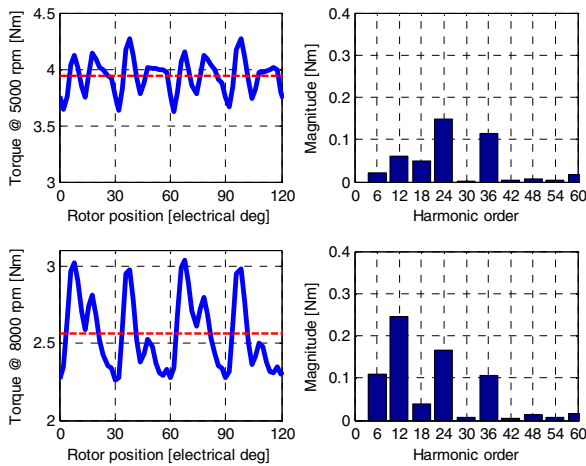 Torque @ 5000 rpm [Nm]
4.5
4
3.5
3
0 30 60 90 120
Rotor position [electrical deg]
Magnitude [Nm]
0.4
0.3
0.2
0.1
0
0 6 12 18 24 30 36 42 48 54 60
Harmonic order
Torque @ 8000 rpm [Nm]
3
2.5
2
0 30 60 90 120
Rotor position [electrical deg]
Magnitude [Nm]
0.4
0.3
0.2
0.1
0
0 6 12 18 24 30 36 42 48 54 60
Harmonic order